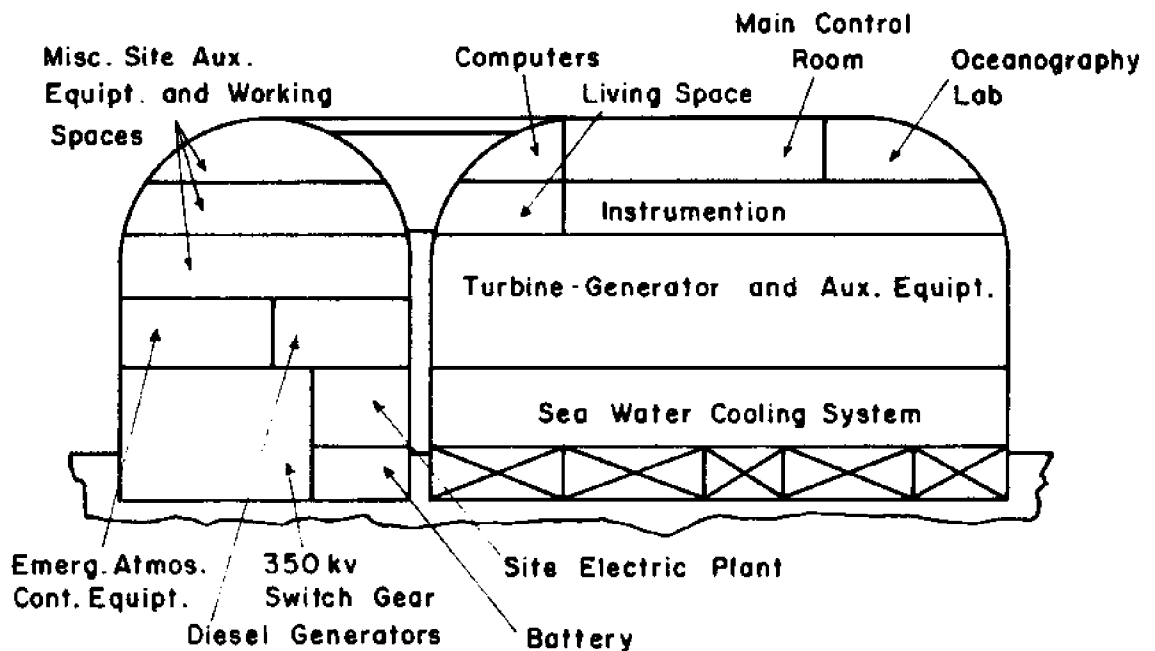 Misc. Site Aux.
Equipt. and Working
Spaces
Computers
Living Space
Main Control
Room
Oceanography
Lab
Instrumention
Turbine-Generator and Aux. Equipt.
Sea Water Cooling System
Emerg. Atmos.
Cont. Equipt.
350 kv
Switch Gear
Diesel Generators
Site Electric Plant
Battery